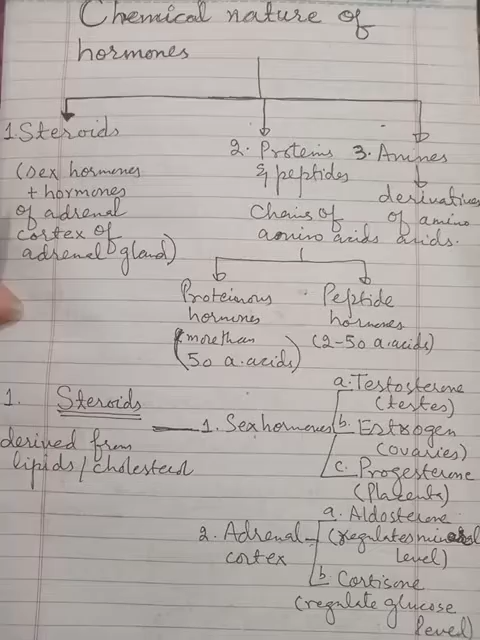 Chemical nature of
hormones
1. Steroids
(sex hormones
+ hormones
of adrenal
cortex of
adrenal gland)
2. Proteins
& peptides
Chains of
amino acids
3. Amines
derivatives
of amino
acids.
Proteinous
hormones
(more than
50 a.acids)
Peptide
hormones
(2-50 a.acids)
1. Steroids
derived from
lipids/cholesterol
1. Sex hormones
a. Testosterone
(testes)
b. Estrogen
(ovaries)
c. Progesterone
(Placenta)
2. Adrenal
cortex
a. Aldosterone
(regulates mineral
level)
b. Cortisone
(regulate glucose
level)